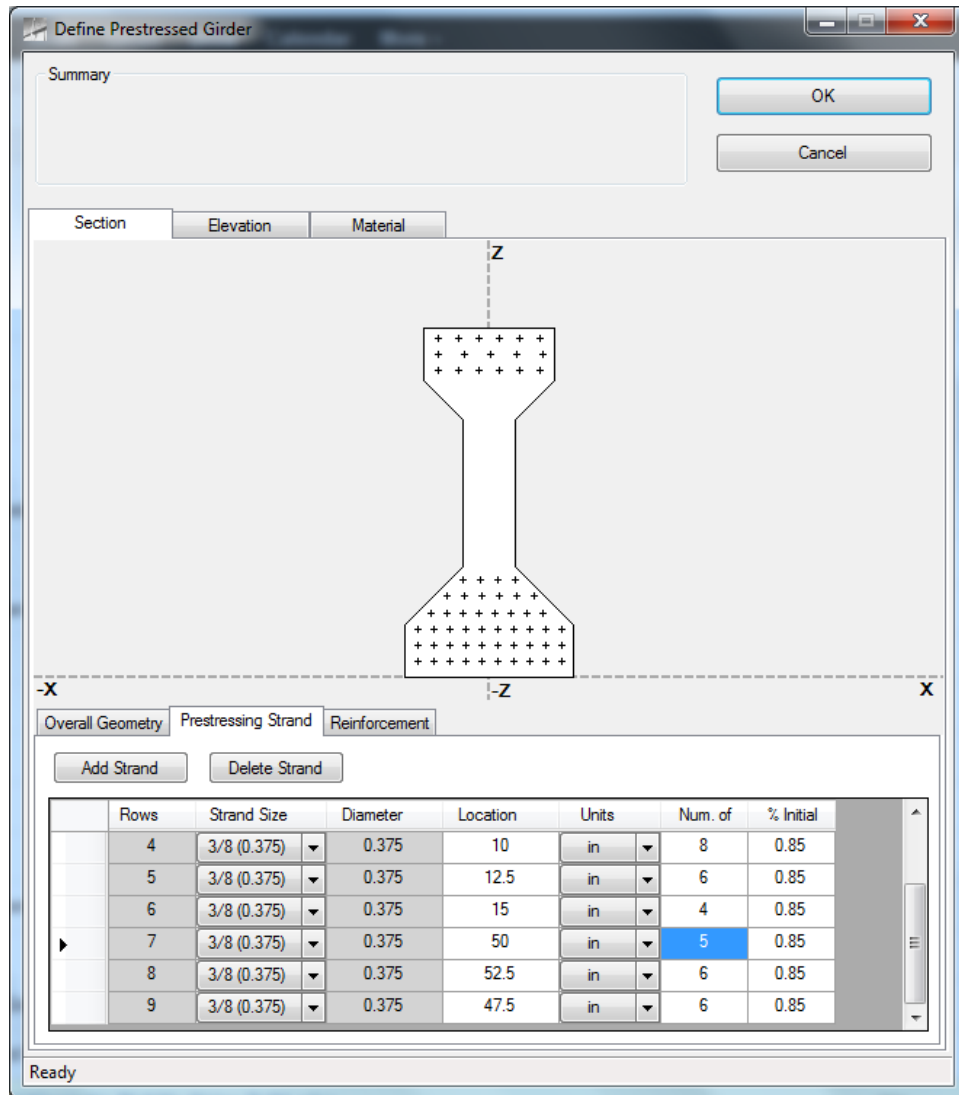 Define Prestressed Girder
Summary
OK
Cancel
Section Elevation Material
Z
-X -Z X
Overall Geometry Prestressing Strand Reinforcement
Add Strand Delete Strand
Rows Strand Size Diameter Location Units Num. of % Initial
4 3/8 (0.375) 0.375 10 in 8 0.85
5 3/8 (0.375) 0.375 12.5 in 6 0.85
6 3/8 (0.375) 0.375 15 in 4 0.85
7 3/8 (0.375) 0.375 50 in 5 0.85
8 3/8 (0.375) 0.375 52.5 in 6 0.85
9 3/8 (0.375) 0.375 47.5 in 6 0.85
Ready